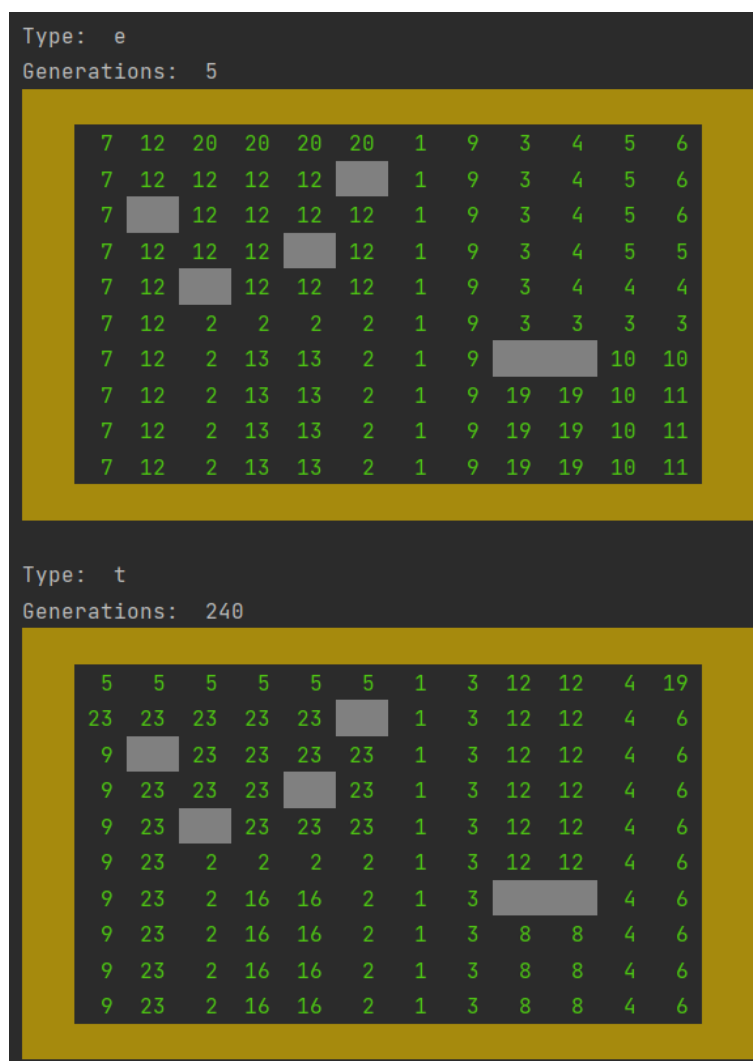 Type:  e
Generations:  5
7 12 20 20 20 20 1 9 3 4 5 6
7 12 12 12 12 1 9 3 4 5 6
7 12 12 12 12 1 9 3 4 5 6
7 12 12 12 12 1 9 3 4 5 5
7 12 12 12 12 1 9 3 4 4 4
7 12 2 2 2 2 1 9 3 3 3 3
7 12 2 13 13 2 1 9 10 10
7 12 2 13 13 2 1 9 19 19 10 11
7 12 2 13 13 2 1 9 19 19 10 11
7 12 2 13 13 2 1 9 19 19 10 11
Type:  t
Generations:  240
5 5 5 5 5 5 1 3 12 12 4 19
23 23 23 23 23 1 3 12 12 4 6
9 23 23 23 23 1 3 12 12 4 6
9 23 23 23 23 1 3 12 12 4 6
9 23 23 23 23 1 3 12 12 4 6
9 23 2 2 2 2 1 3 12 12 4 6
9 23 2 16 16 2 1 3 4 6
9 23 2 16 16 2 1 3 8 8 4 6
9 23 2 16 16 2 1 3 8 8 4 6
9 23 2 16 16 2 1 3 8 8 4 6